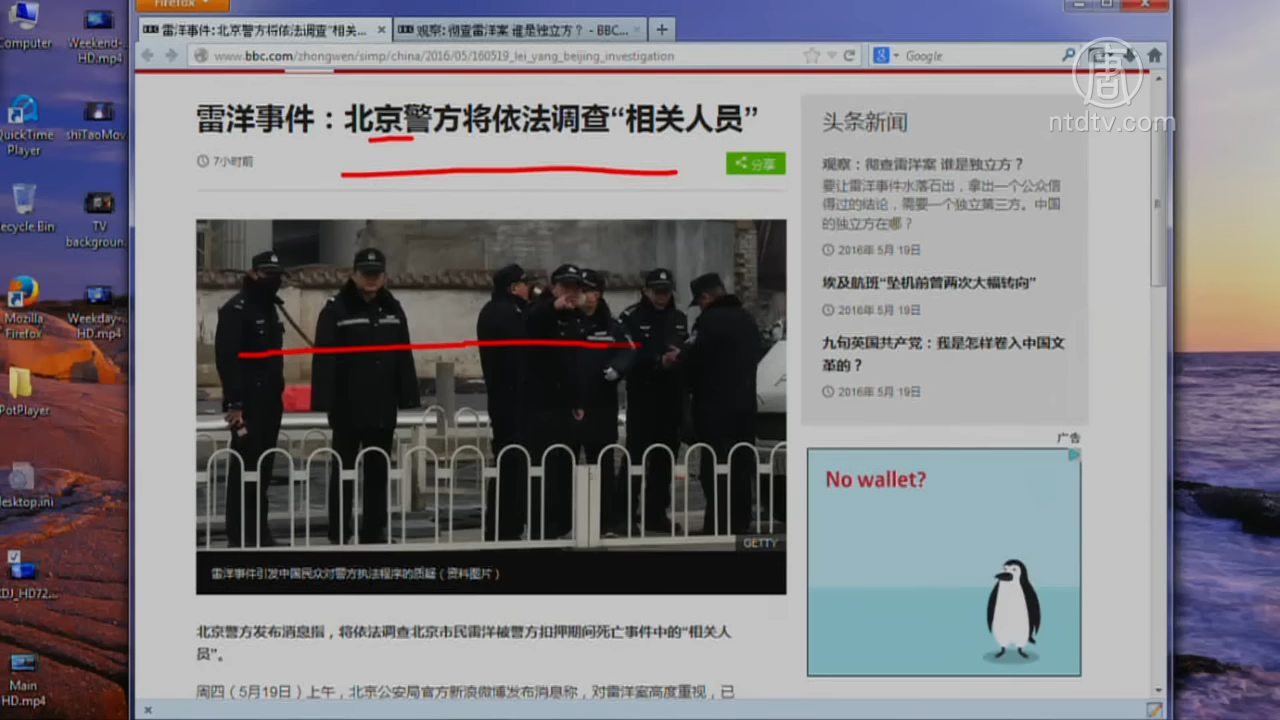 Firefox
雷洋事件:北京警方将依法调查"相关...
观察:彻查雷洋案 谁是独立方？ - BBC...
www.bbc.com/zhongwen/simp/china/2016/05/160519_lei_yang_beijing_investigation
Google
唐
ntdtv.com
Computer
Weekend-...
HD.mp4
QuickTime
Player
shiTaoMov...
ecycle Bin
TV
backgroun...
Mozilla
Firefox
Weekday-...
HD.mp4
PotPlayer
desktop.ini
Main
HD.mp4
雷洋事件：北京警方将依法调查“相关人员”
7小时前
分享
GETTY
雷洋事件引发中国民众对警方执法程序的质疑（资料图片）
北京警方发布消息指，将依法调查北京市民雷洋被警方扣押期间死亡事件中的“相关人
员”。
周四（5月19日）上午，北京公安局官方新浪微博发布消息称，对雷洋案高度重视，已
头条新闻
观察：彻查雷洋案 谁是独立方？
要让雷洋事件水落石出，拿出一个公众信
得过的结论，需要一个独立第三方。中国
的独立方在哪？
2016年 5月 19日
埃及航班“坠机前曾两次大幅转向”
2016年 5月 19日
九旬英国共产党：我是怎样卷入中国文
革的？
2016年 5月 19日
广告
No wallet?